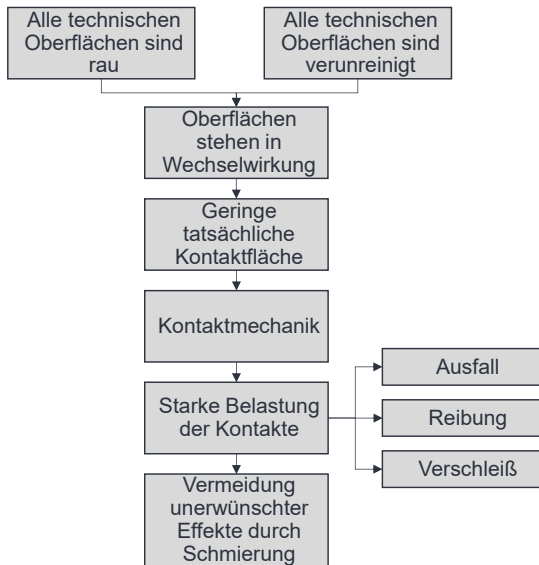 Alle technischen
Oberflächen sind
rau
Alle technischen
Oberflächen sind
verunreinigt
Oberflächen
stehen in
Wechselwirkung
Geringe
tatsächliche
Kontaktfläche
Kontaktmechanik
Starke Belastung
der Kontakte
Ausfall
Reibung
Verschleiß
Vermeidung
unerwünschter
Effekte durch
Schmierung